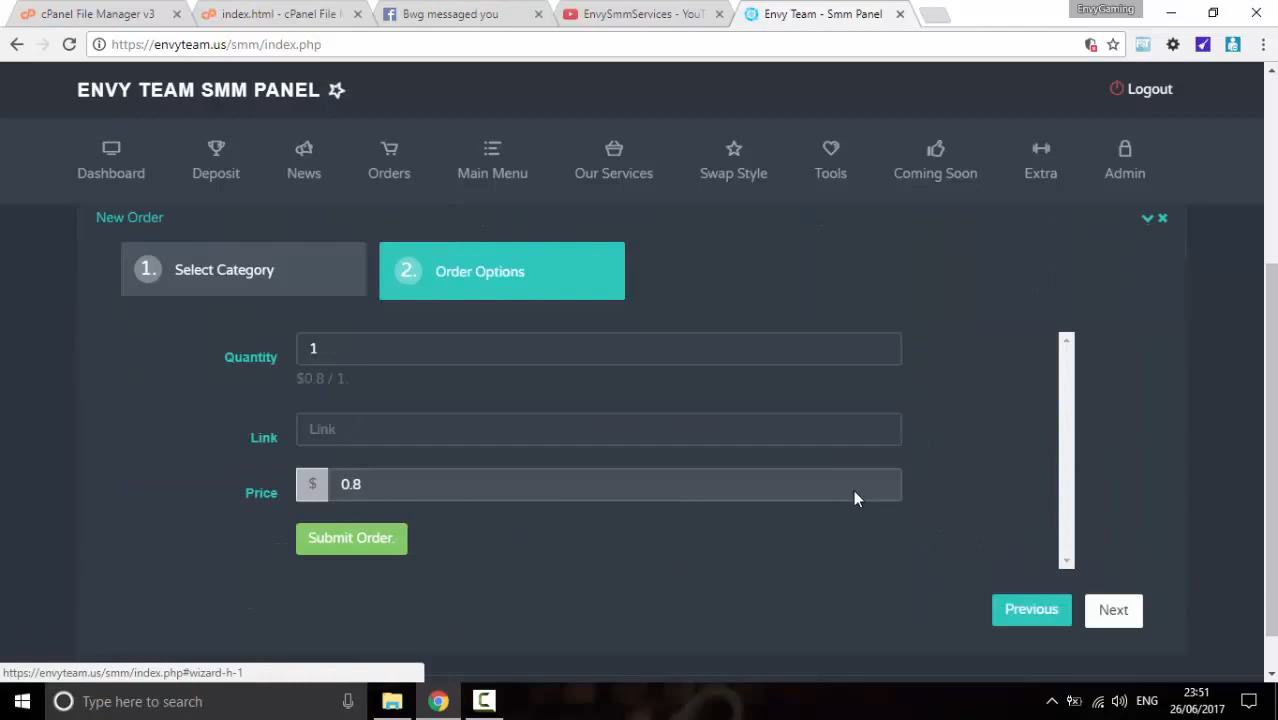 cPanel File Manager v3
index.html - cPanel File M
Bwg messaged you
EnvySmmServices - YouT
Envy Team - Smm Panel
EnvyGaming
https://envyteam.us/smm/index.php
ENVY TEAM SMM PANEL
Logout
Dashboard
Deposit
News
Orders
Main Menu
Our Services
Swap Style
Tools
Coming Soon
Extra
Admin
New Order
1. Select Category
2. Order Options
Quantity
1
$0.8 / 1.
Link
Link
Price
$ 0.8
Submit Order.
Previous
Next
https://envyteam.us/smm/index.php#wizard-h-1
Type here to search
ENG
23:51
26/06/2017